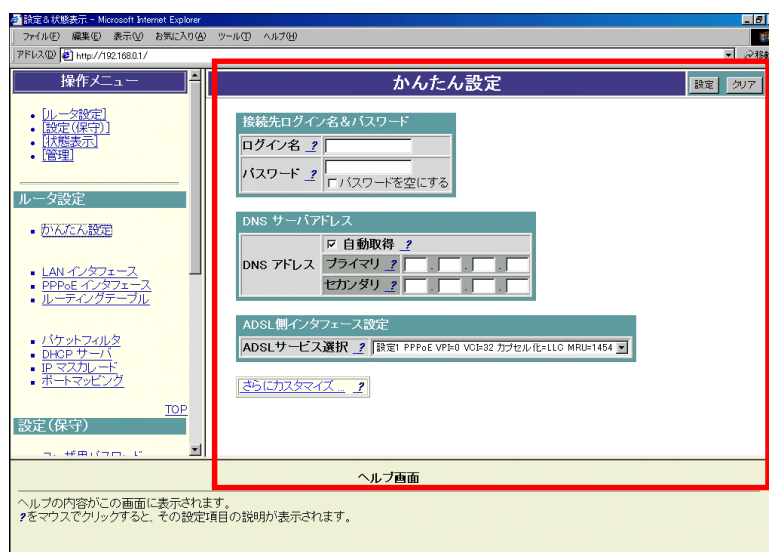 設定&状態表示 - Microsoft Internet Explorer
ファイル(F) 編集(E) 表示(V) お気に入り(A) ツール(T) ヘルプ(H)
アドレス(D) http://192.168.0.1/ 移動
操作メニュー
[ルータ設定]
[設定(保守)]
[状態表示]
[管理]
ルータ設定
かんたん設定
LAN インタフェース
PPPoE インタフェース
ルーティングテーブル
パケットフィルタ
DHCP サーバ
IP マスカレード
ポートマッピング
TOP
設定(保守)
かんたん設定 設定 クリア
接続先ログイン名&パスワード
ログイン名 ?
パスワード ?
パスワードを空にする
DNS サーバアドレス
DNS アドレス
自動取得 ?
プライマリ ? . . .
セカンダリ ? . . .
ADSL側インタフェース設定
ADSLサービス選択 ? 設定1 PPPoE VPI=0 VCI=32 カプセル化=LLC MRU=1454
さらにカスタマイズ ... ?
ヘルプ画面
ヘルプの内容がこの画面に表示されます。
?をマウスでクリックすると、その設定項目の説明が表示されます。